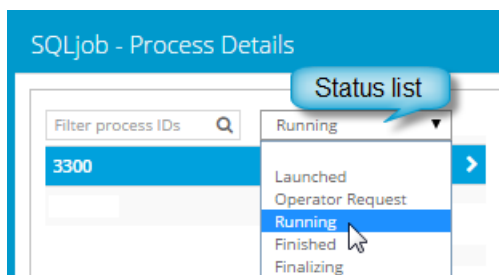 SQLjob - Process Details
Status list
Filter process IDs
Running
3300
Launched
Operator Request
Running
Finished
Finalizing